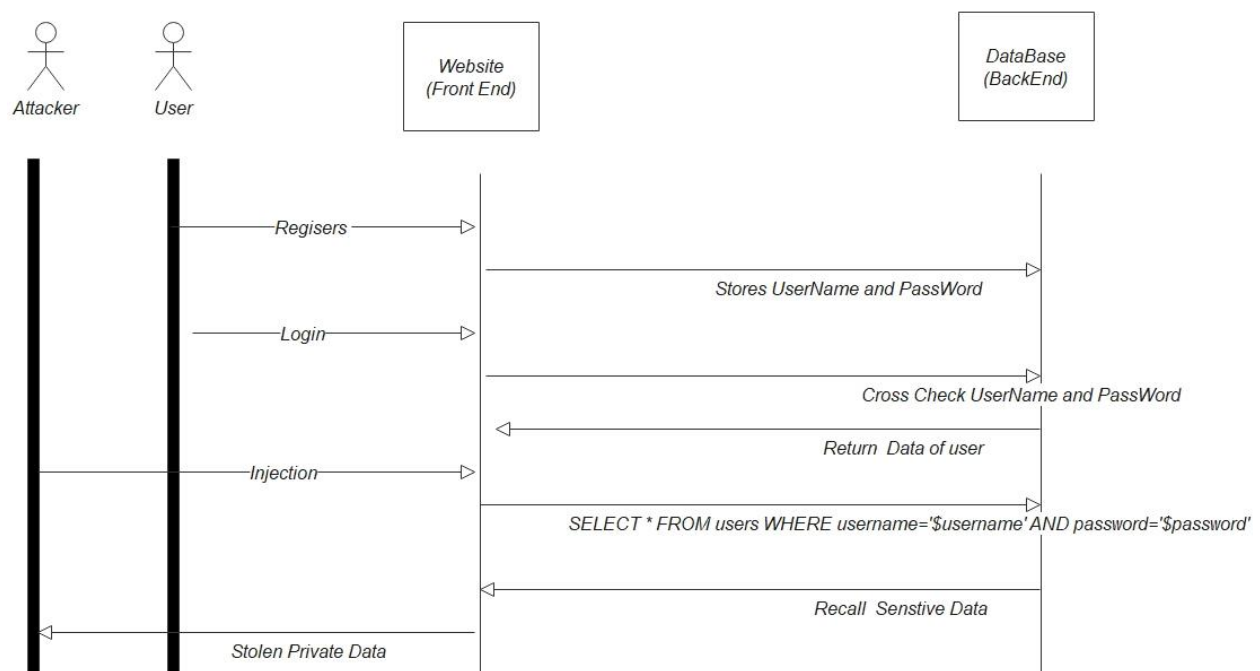 Attacker
User
Website
(Front End)
DataBase
(BackEnd)
Regisers
Stores UserName and PassWord
Login
Cross Check UserName and PassWord
Return Data of user
Injection
SELECT * FROM users WHERE username='$username' AND password='$password'
Recall Senstive Data
Stolen Private Data